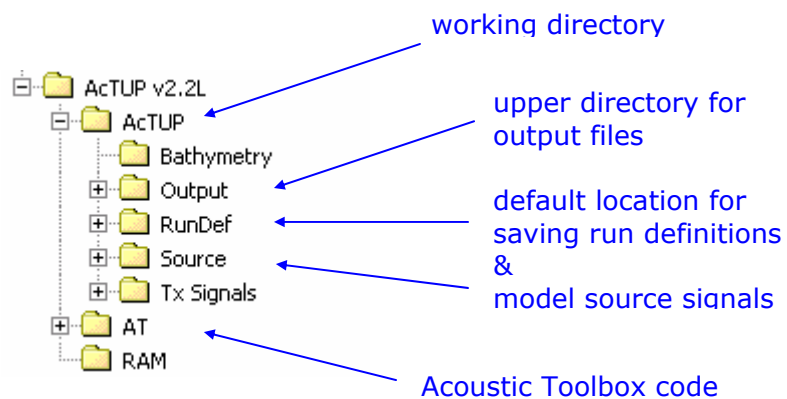 working directory
AcTUP v2.2L
AcTUP
Bathymetry
Output
RunDef
Source
Tx Signals
AT
RAM
upper directory for
output files
default location for
saving run definitions
&
model source signals
Acoustic Toolbox code